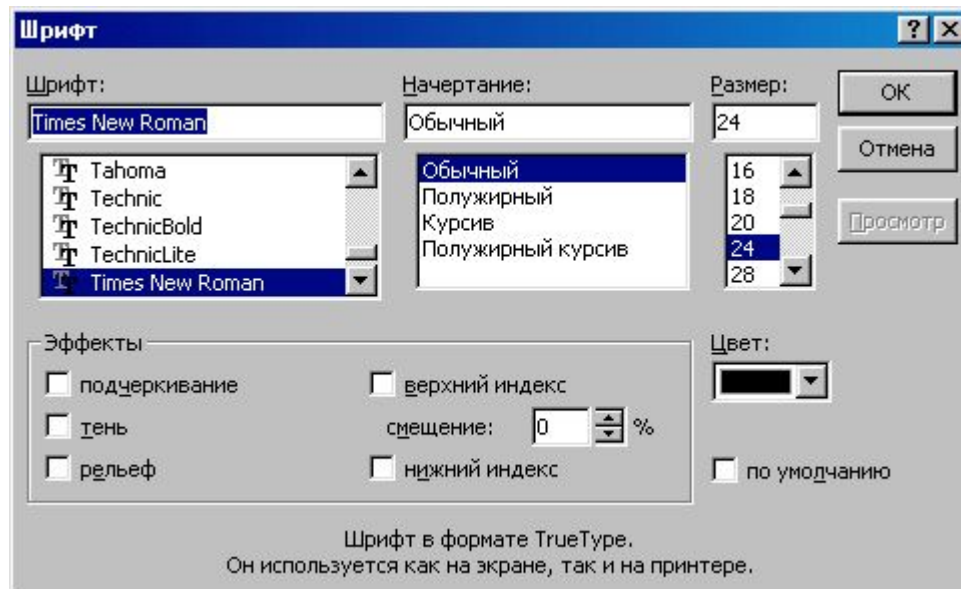 Шрифт
Шрифт:
Times New Roman
Tahoma
Technic
TechnicBold
TechnicLite
Times New Roman
Начертание:
Обычный
Обычный
Полужирный
Курсив
Полужирный курсив
Размер:
24
16
18
20
24
28
ОК
Отмена
Просмотр
Эффекты
подчеркивание
тень
рельеф
верхний индекс
смещение: 0 %
нижний индекс
Цвет:
по умолчанию
Шрифт в формате TrueType.
Он используется как на экране, так и на принтере.